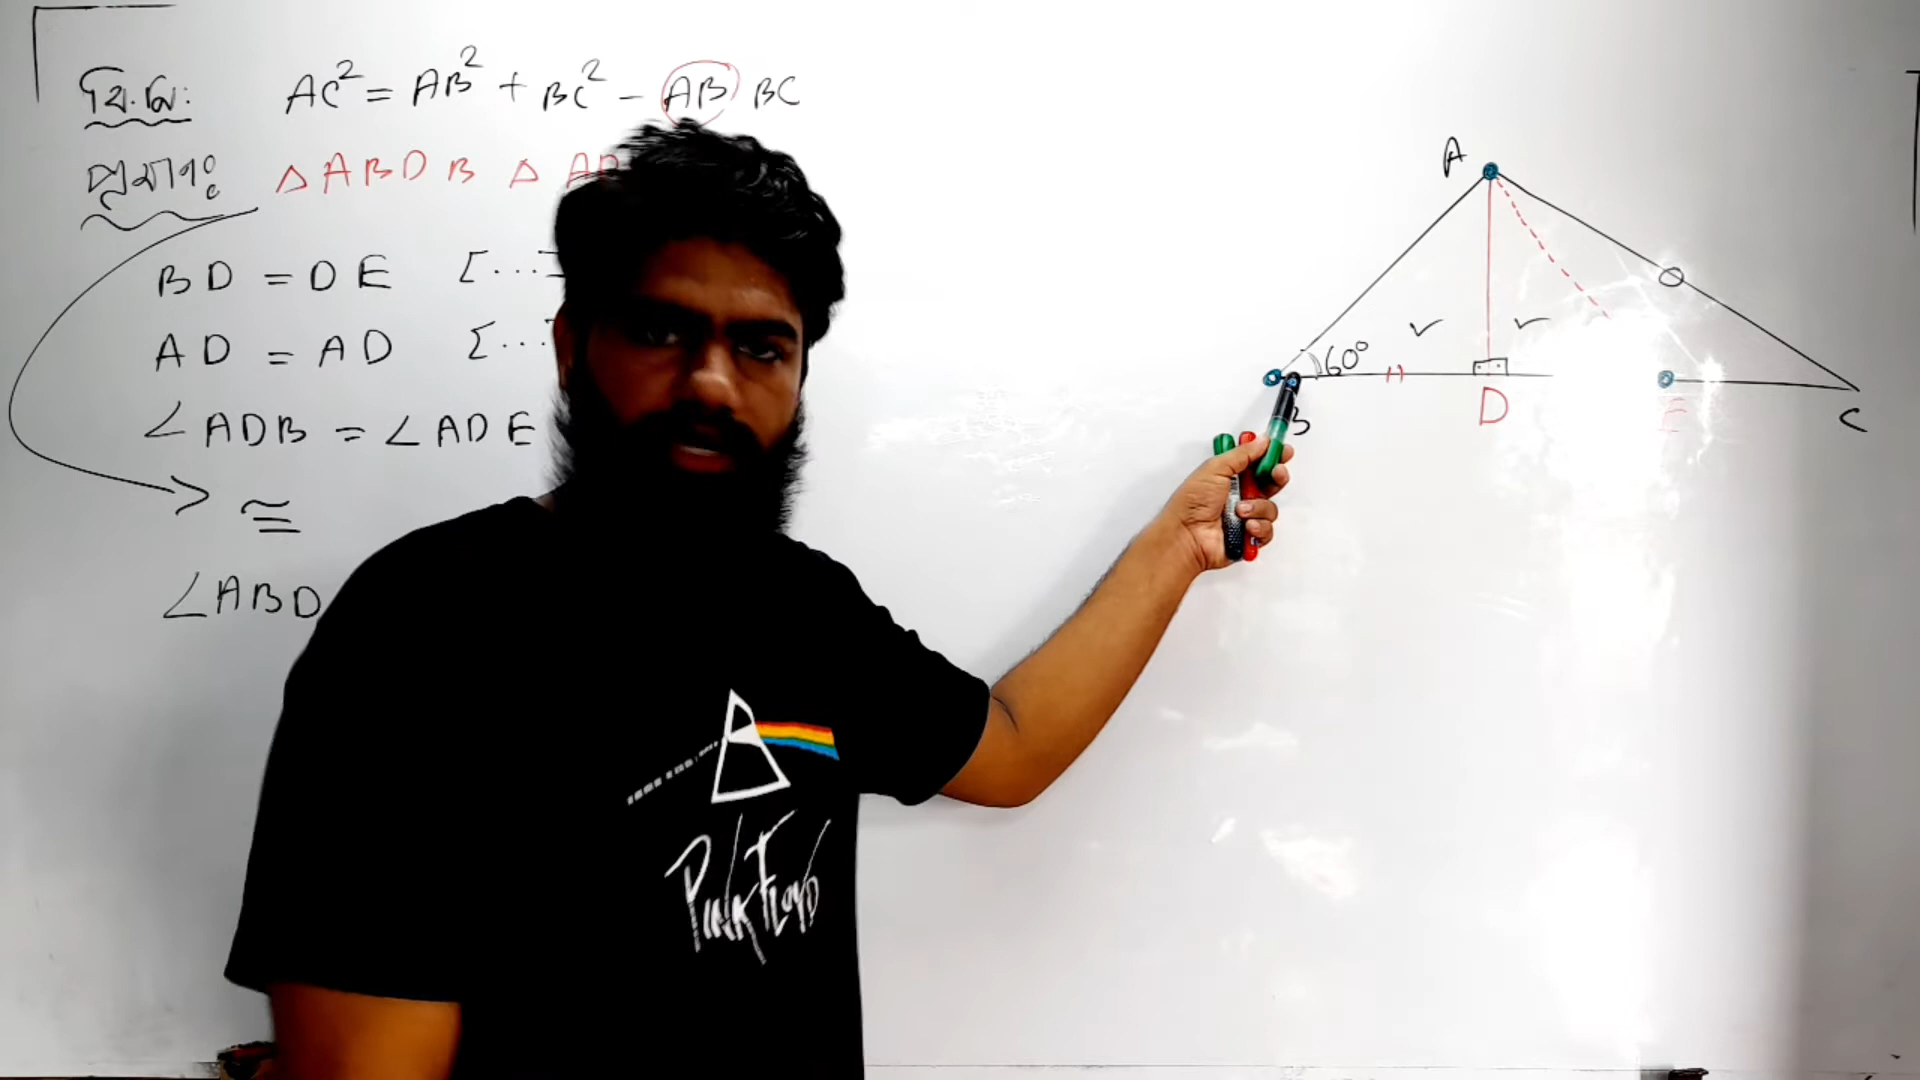 AC² = AB² + BC² - AB BC
প্রমাণঃ △ABD ও △AD
BD = DE [...]
AD = AD [...
∠ADB = ∠ADE
≅
∠ABD
A
60°
B
D
E
C
PINK FLOYD